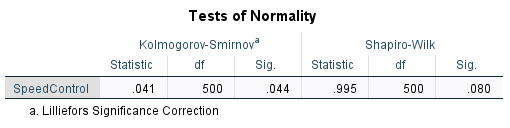 Tests of Normality
Kolmogorov-Smirnovᵃ Shapiro-Wilk
Statistic df Sig. Statistic df Sig.
SpeedControl .041 500 .044 .995 500 .080
a. Lilliefors Significance Correction